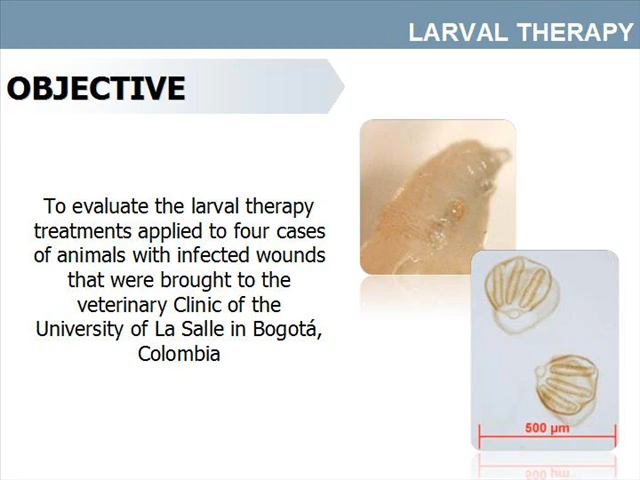 LARVAL THERAPY
OBJECTIVE
To evaluate the larval therapy
treatments applied to four cases
of animals with infected wounds
that were brought to the
veterinary Clinic of the
University of La Salle in Bogotá,
Colombia
500 µm